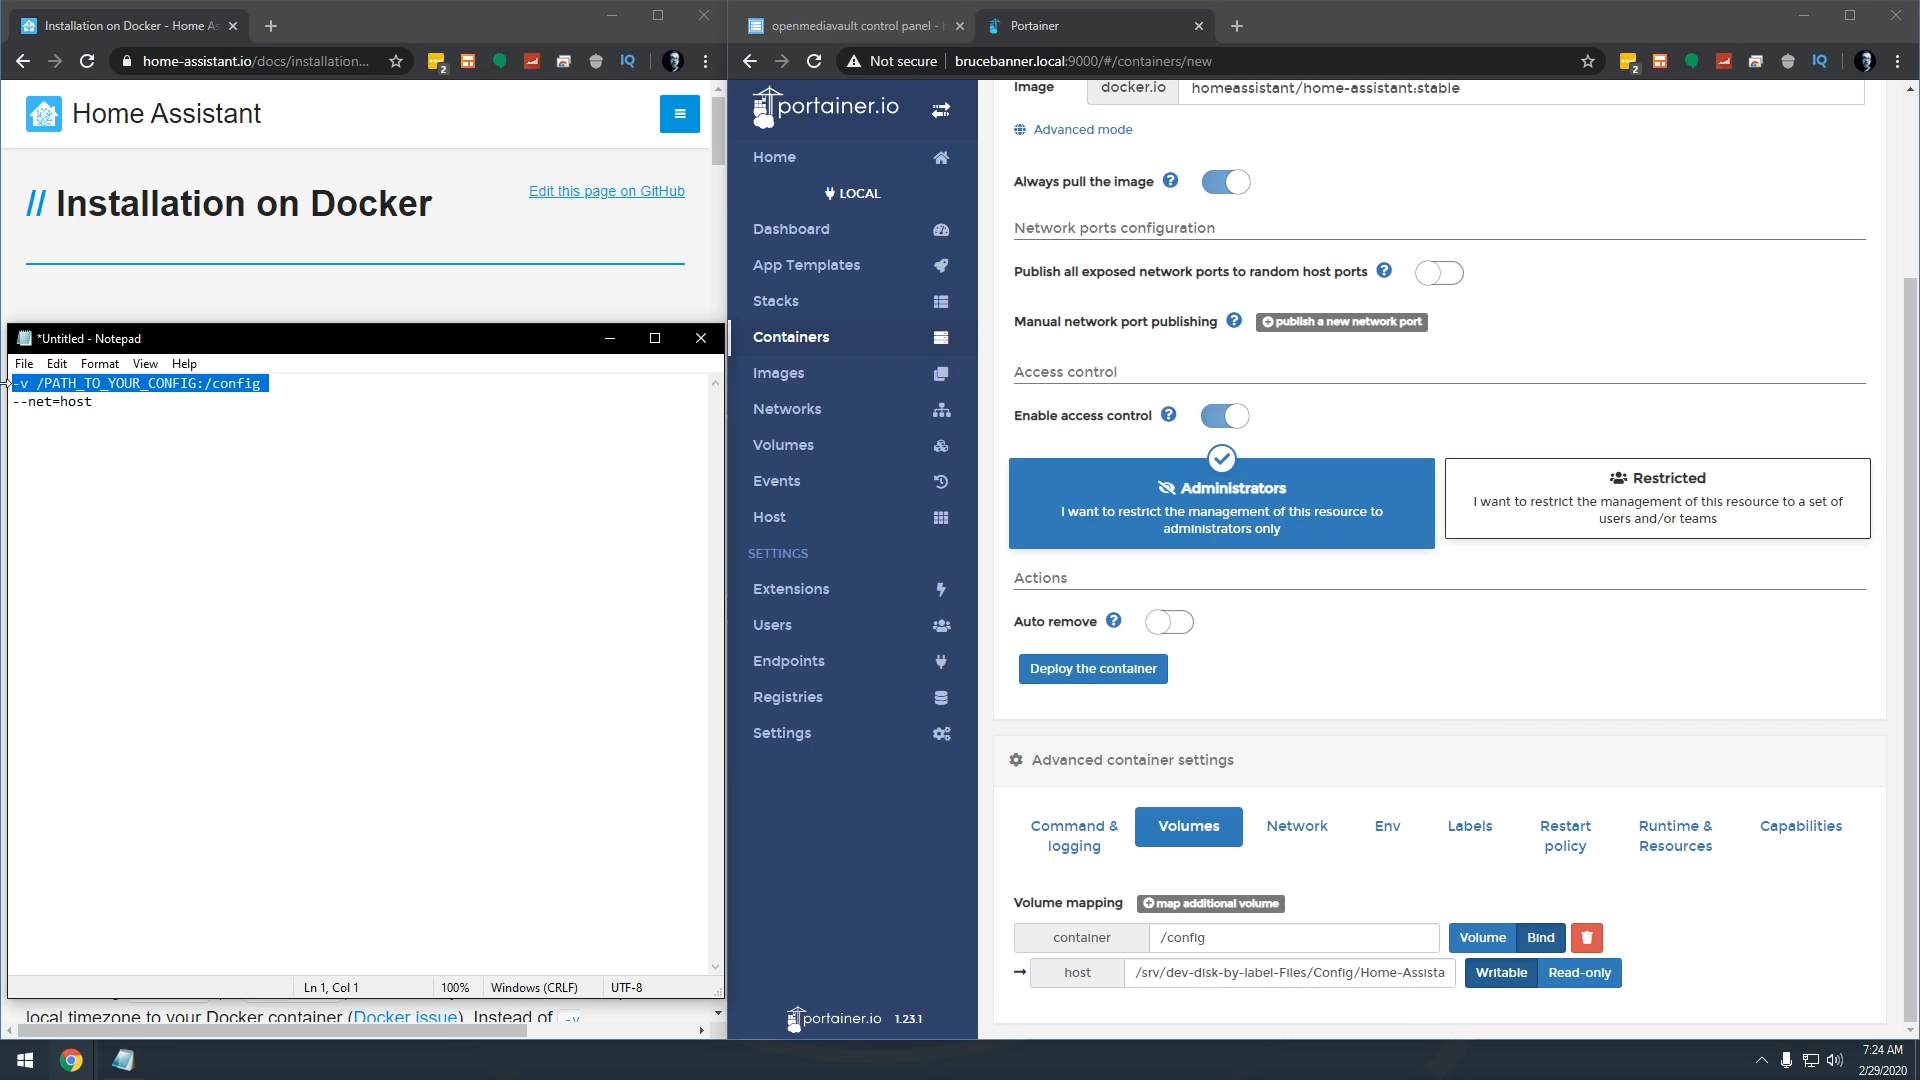 Installation on Docker - Home As
home-assistant.io/docs/installation...
2
IQ
Home Assistant
// Installation on Docker
Edit this page on GitHub
*Untitled - Notepad
File Edit Format View Help
-v /PATH_TO_YOUR_CONFIG:/config
--net=host
Ln 1, Col 1 100% Windows (CRLF) UTF-8
local timezone to your Docker container (Docker issue). Instead of -v
openmediavault control panel - b
Portainer
Not secure brucebanner.local:9000/#/containers/new
2
IQ
portainer.io
Home
LOCAL
Dashboard
App Templates
Stacks
Containers
Images
Networks
Volumes
Events
Host
SETTINGS
Extensions
Users
Endpoints
Registries
Settings
portainer.io 1.23.1
Image docker.io homeassistant/home-assistant:stable
Advanced mode
Always pull the image
Network ports configuration
Publish all exposed network ports to random host ports
Manual network port publishing publish a new network port
Access control
Enable access control
Administrators
I want to restrict the management of this resource to
administrators only
Restricted
I want to restrict the management of this resource to a set of
users and/or teams
Actions
Auto remove
Deploy the container
Advanced container settings
Command &
logging
Volumes
Network
Env
Labels
Restart
policy
Runtime &
Resources
Capabilities
Volume mapping map additional volume
container /config Volume Bind
host /srv/dev-disk-by-label-Files/Config/Home-Assista Writable Read-only
7:24 AM
2/29/2020